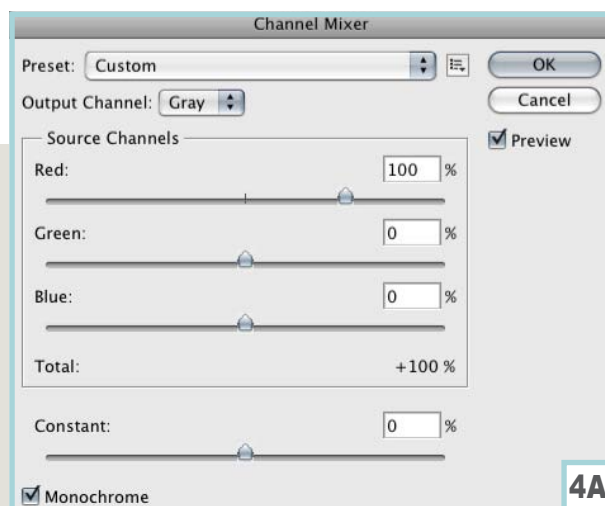 Channel Mixer
Preset: Custom
OK
Output Channel: Gray
Cancel
Source Channels
Preview
Red: 100 %
Green: 0 %
Blue: 0 %
Total: +100 %
Constant: 0 %
Monochrome
4A